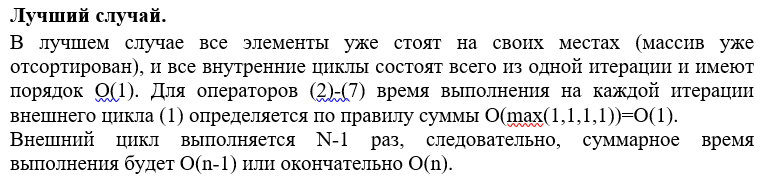 Лучший случай.
В лучшем случае все элементы уже стоят на своих местах (массив уже
отсортирован), и все внутренние циклы состоят всего из одной итерации и имеют
порядок O(1). Для операторов (2)-(7) время выполнения на каждой итерации
внешнего цикла (1) определяется по правилу суммы O(max(1,1,1,1))=O(1).
Внешний цикл выполняется N-1 раз, следовательно, суммарное время
выполнения будет O(n-1) или окончательно O(n).